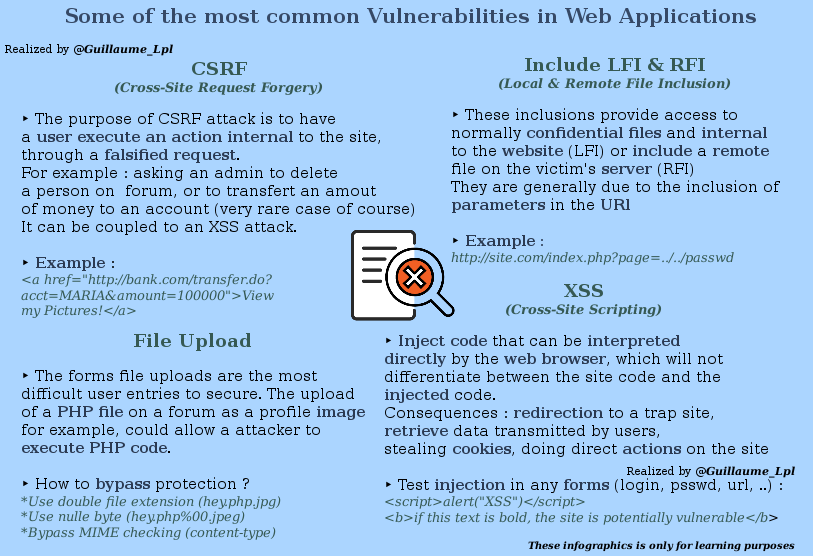 Some of the most common Vulnerabilities in Web Applications
Realized by @Guillaume_Lpl
CSRF
(Cross-Site Request Forgery)
‣ The purpose of CSRF attack is to have
a user execute an action internal to the site,
through a falsified request.
For example : asking an admin to delete
a person on  forum, or to transfert an amout
of money to an account (very rare case of course)
It can be coupled to an XSS attack.
‣ Example :
<a href="http://bank.com/transfer.do?
acct=MARIA&amount=100000">View
my Pictures!</a>
File Upload
‣ The forms file uploads are the most
difficult user entries to secure. The upload
of a PHP file on a forum as a profile image
for example, could allow a attacker to
execute PHP code.
‣ How to bypass protection ?
*Use double file extension (hey.php.jpg)
*Use nulle byte (hey.php%00.jpeg)
*Bypass MIME checking (content-type)
Include LFI & RFI
(Local & Remote File Inclusion)
‣ These inclusions provide access to
normally confidential files and internal
to the website (LFI) or include a remote
file on the victim's server (RFI)
They are generally due to the inclusion of
parameters in the URl
‣ Example :
http://site.com/index.php?page=../../passwd
XSS
(Cross-Site Scripting)
‣ Inject code that can be interpreted
directly by the web browser, which will not
differentiate between the site code and the
injected code.
Consequences : redirection to a trap site,
retrieve data transmitted by users,
stealing cookies, doing direct actions on the site
Realized by @Guillaume_Lpl
‣ Test injection in any forms (login, psswd, url, ..) :
<script>alert("XSS")</script>
<b>if this text is bold, the site is potentially vulnerable</b>
These infographics is only for learning purposes